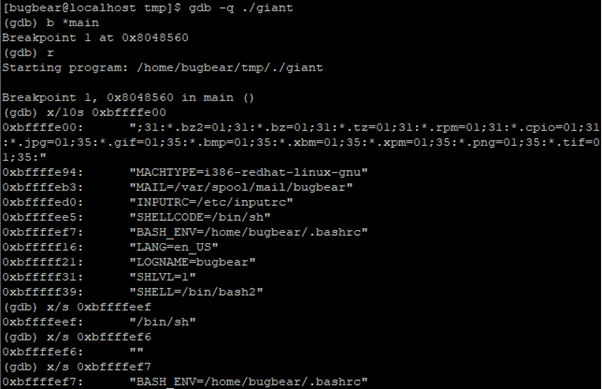 [bugbear@localhost tmp]$ gdb -q ./giant
(gdb) b *main
Breakpoint 1 at 0x8048560
(gdb) r
Starting program: /home/bugbear/tmp/./giant
Breakpoint 1, 0x8048560 in main ()
(gdb) x/10s 0xbffffe00
0xbffffe00: ";31:*.bz2=01;31:*.bz=01;31:*.tz=01;31:*.rpm=01;31:*.cpio=01;31
:*.jpg=01;35:*.gif=01;35:*.bmp=01;35:*.xbm=01;35:*.xpm=01;35:*.png=01;35:*.tif=0
1;35:"
0xbffffe94: "MACHTYPE=i386-redhat-linux-gnu"
0xbffffeb3: "MAIL=/var/spool/mail/bugbear"
0xbffffed0: "INPUTRC=/etc/inputrc"
0xbffffee5: "SHELLCODE=/bin/sh"
0xbffffef7: "BASH_ENV=/home/bugbear/.bashrc"
0xbfffff16: "LANG=en_US"
0xbfffff21: "LOGNAME=bugbear"
0xbfffff31: "SHLVL=1"
0xbfffff39: "SHELL=/bin/bash2"
(gdb) x/s 0xbffffeef
0xbffffeef: "/bin/sh"
(gdb) x/s 0xbffffef6
0xbffffef6: ""
(gdb) x/s 0xbffffef7
0xbffffef7: "BASH_ENV=/home/bugbear/.bashrc"